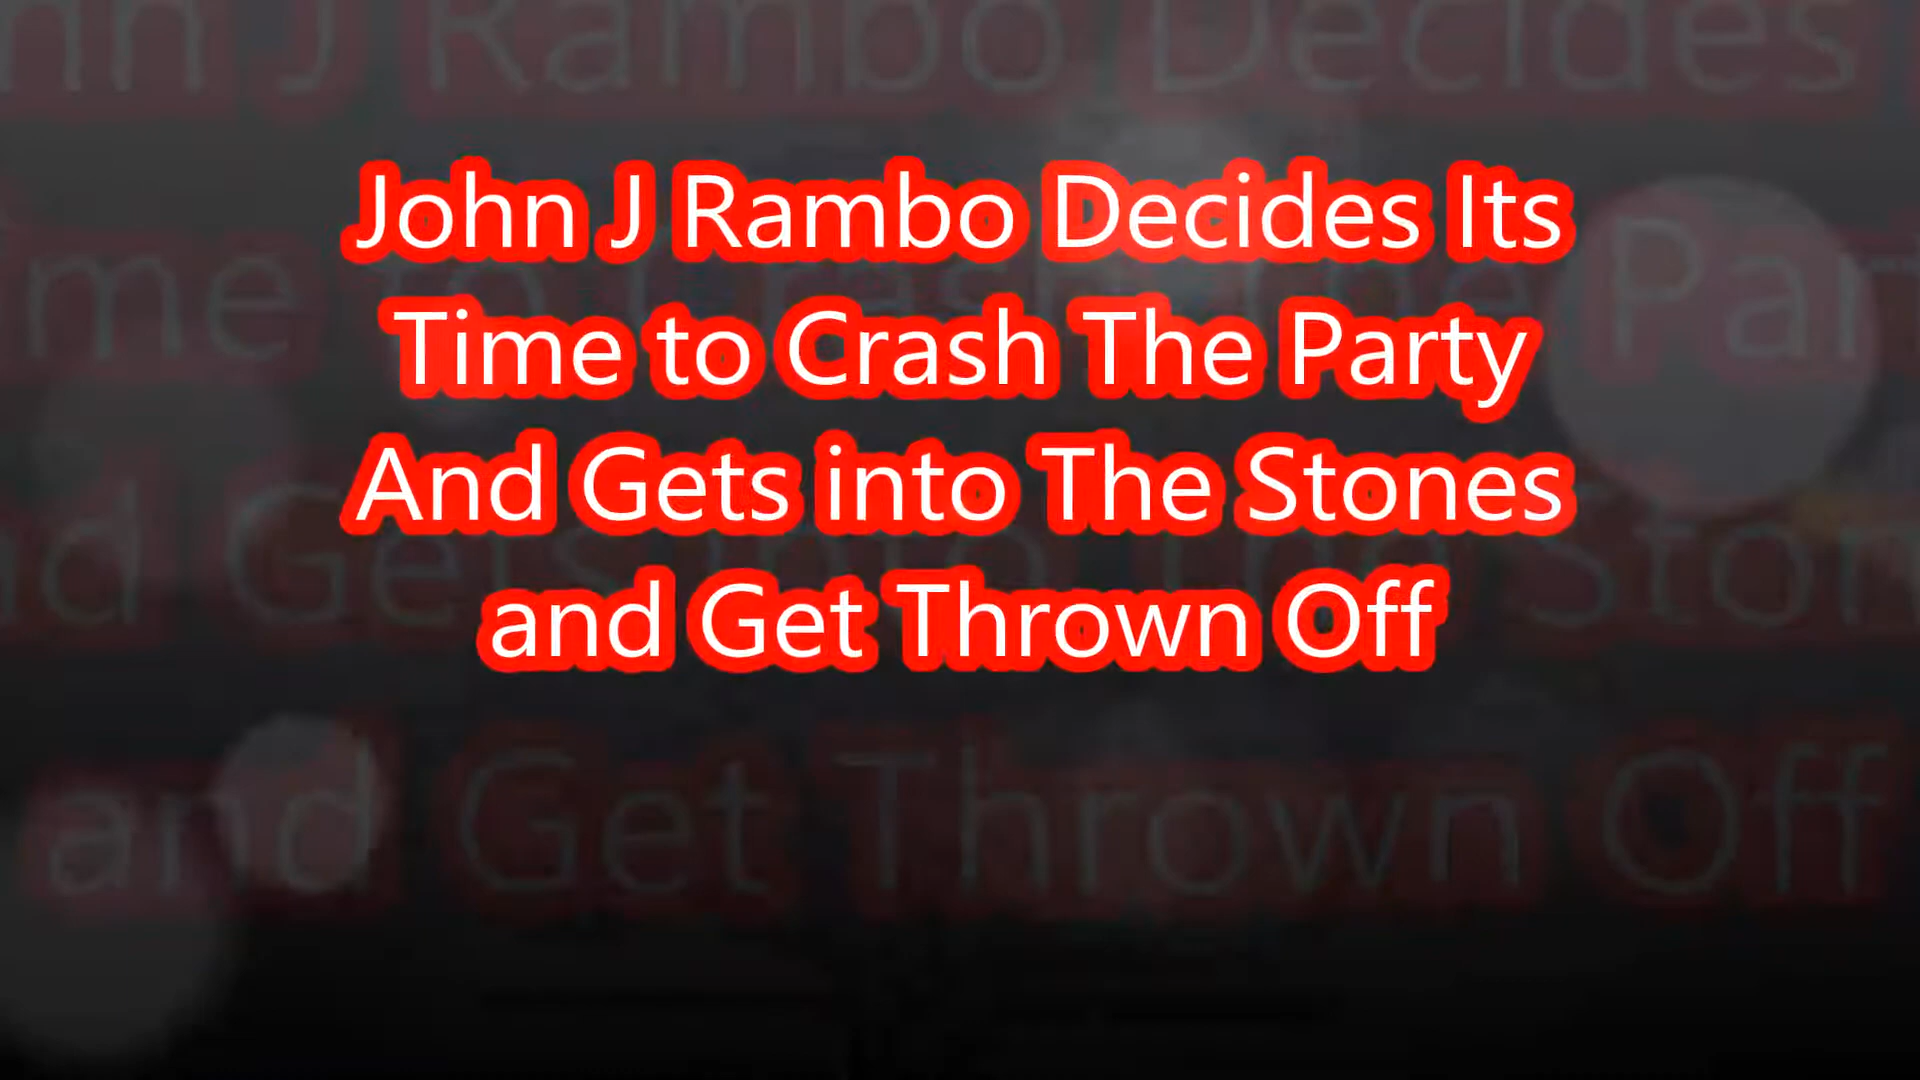 John J Rambo Decides Its
Time to Crash The Party
And Gets into The Stones
and Get Thrown Off